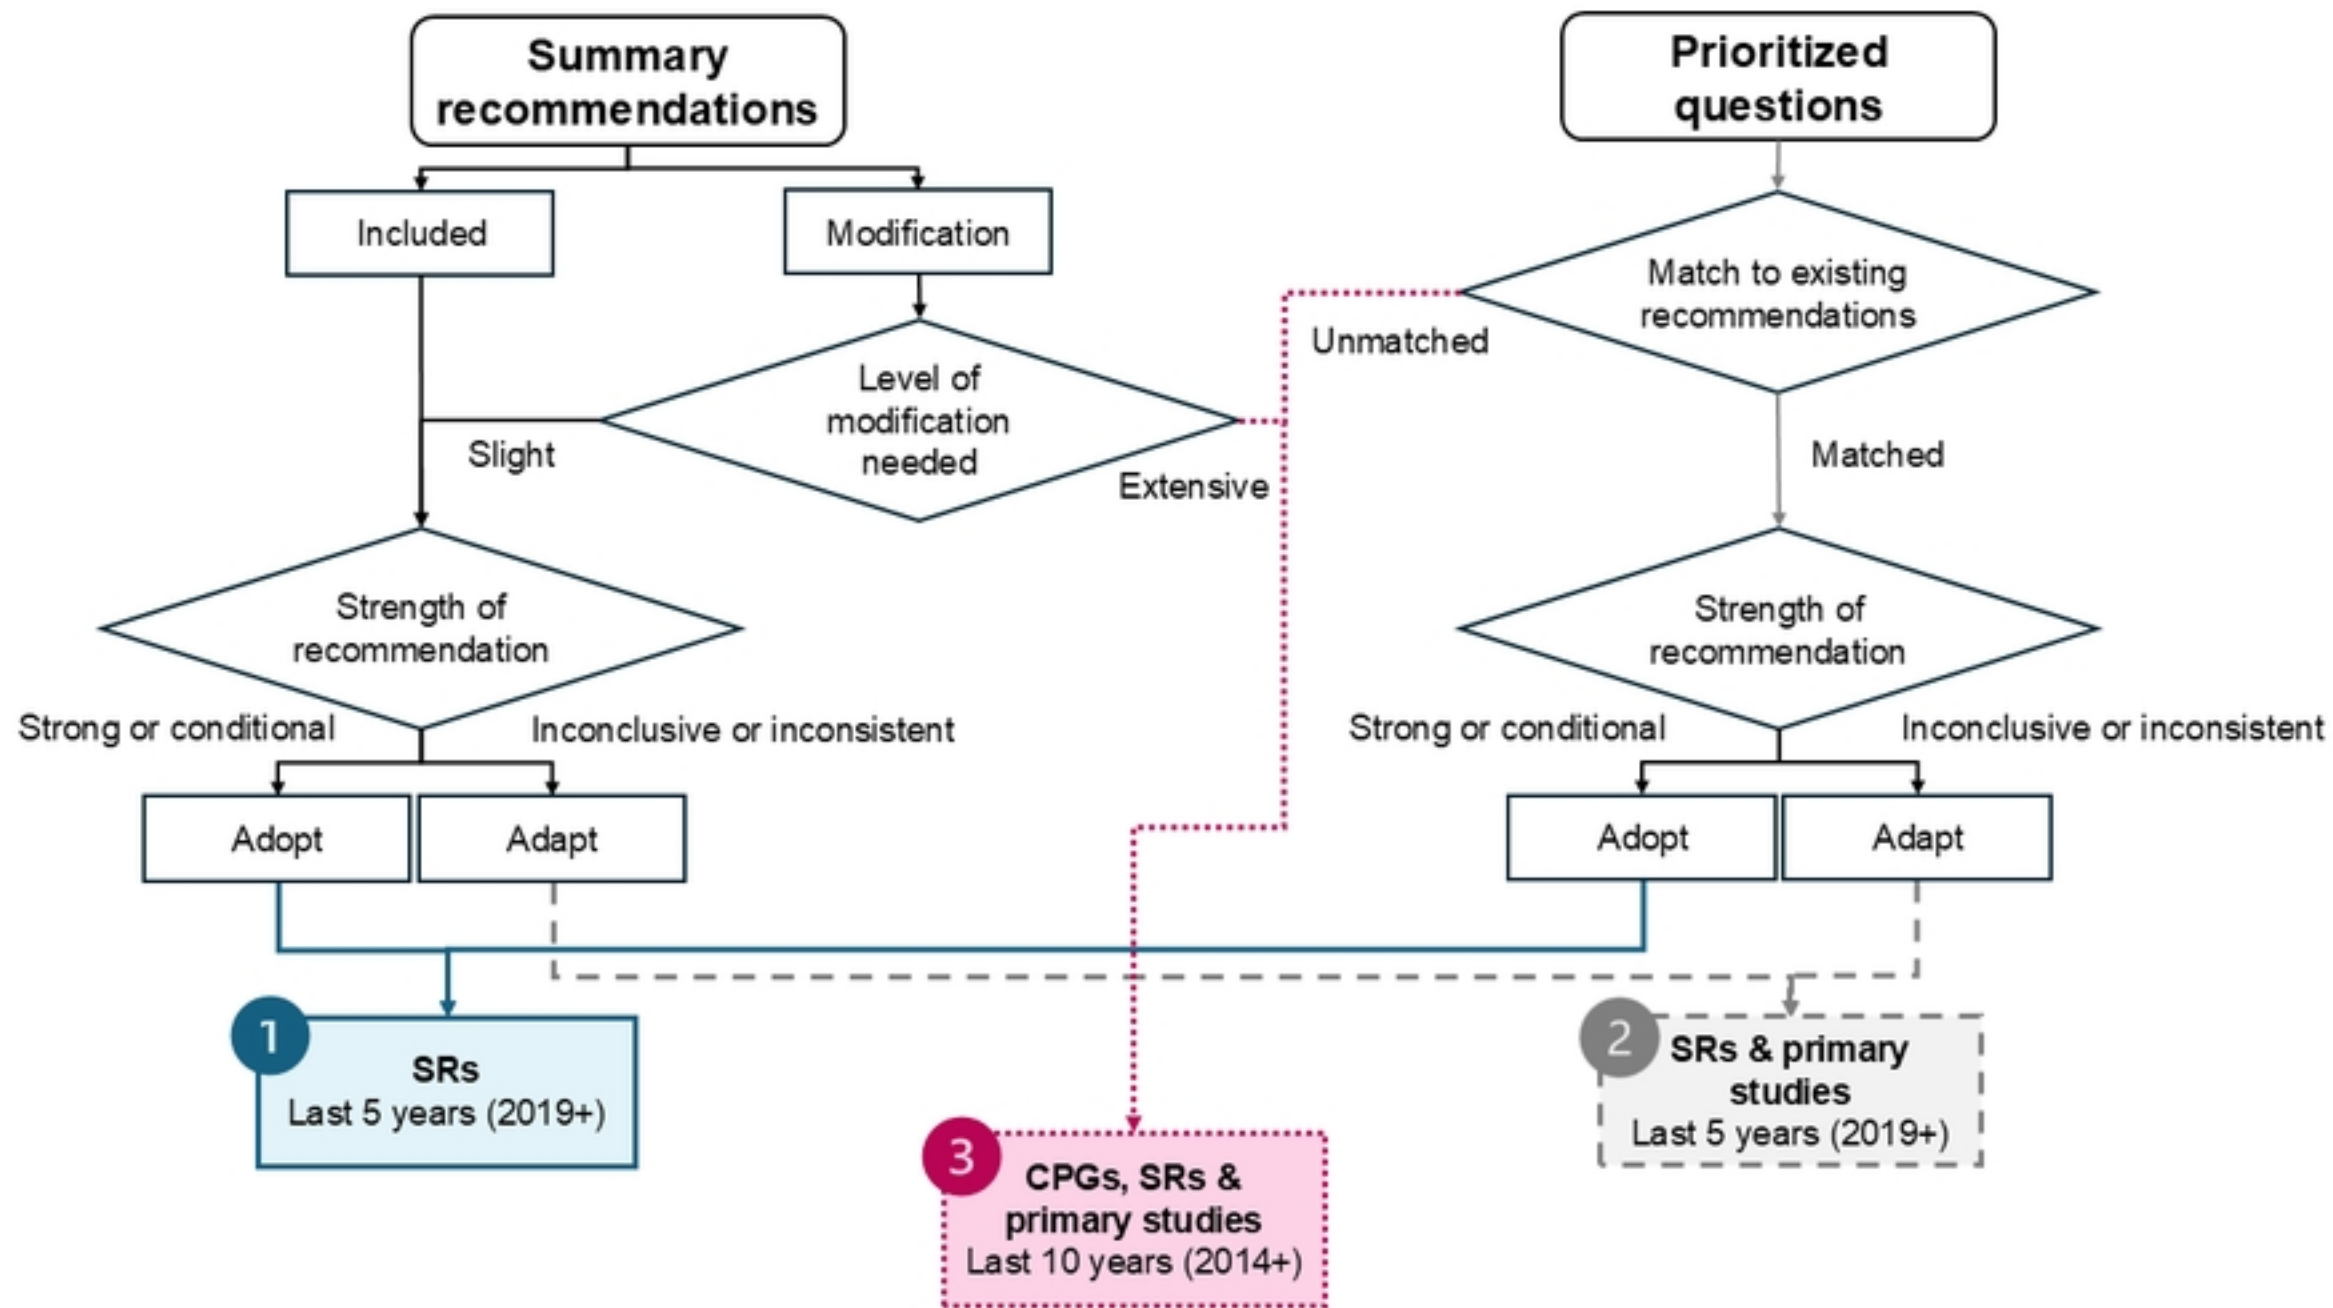 Summary
recommendations
Prioritized
questions
Included
Modification
Match to existing
recommendations
Unmatched
Level of
modification
needed
Slight
Extensive
Matched
Strength of
recommendation
Strength of
recommendation
Strong or conditional
Inconclusive or inconsistent
Strong or conditional
Inconclusive or inconsistent
Adopt
Adapt
Adopt
Adapt
1
SRs
Last 5 years (2019+)
2
SRs & primary
studies
Last 5 years (2019+)
3
CPGs, SRs &
primary studies
Last 10 years (2014+)